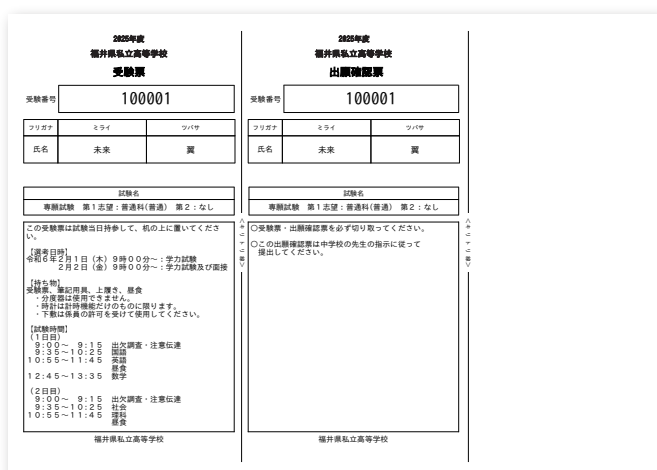 2025年度
福井県私立高等学校
受験票
受験番号 100001
フリガナ ミライ ツバサ
氏名 未来 翼
試験名
専願試験 第1志望：普通科(普通) 第2：なし
この受験票は試験当日持参して、机の上に置いてくださ
い。
【選考日時】
令和６年２月１日（木）９時００分～：学力試験
２月２日（金）９時００分～：学力試験及び面接
【持ち物】
受験票、筆記用具、上履き、昼食
・分度器は使用できません。
・時計は計時機能だけのものに限ります。
・下敷は係員の許可を受けて使用してください。
【試験時間】
（１日目）
９:００～ ９:１５ 出欠調査・注意伝達
９:３５～１０:２５ 国語
１０:５５～１１:４５ 英語
昼食
１２:４５～１３:３５ 数学
（２日目）
９:００～ ９:１５ 出欠調査・注意伝達
９:３５～１０:２５ 社会
１０:５５～１１:４５ 理科
昼食
福井県私立高等学校
＜キリトリ線＞
2025年度
福井県私立高等学校
出願確認票
受験番号 100001
フリガナ ミライ ツバサ
氏名 未来 翼
試験名
専願試験 第1志望：普通科(普通) 第2：なし
○受験票・出願確認票を必ず切り取ってください。
○この出願確認票は中学校の先生の指示に従って
提出してください。
福井県私立高等学校
＜キリトリ線＞